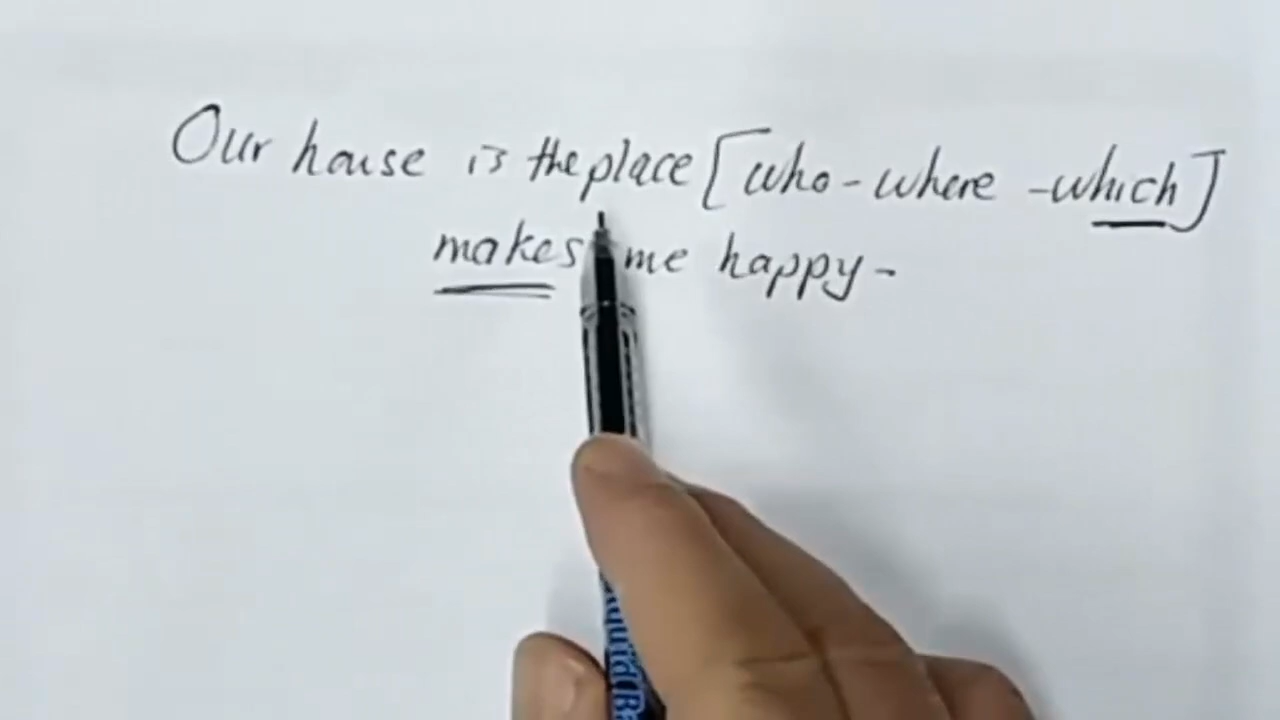 Our house is the place [who - where - which]
makes me happy -